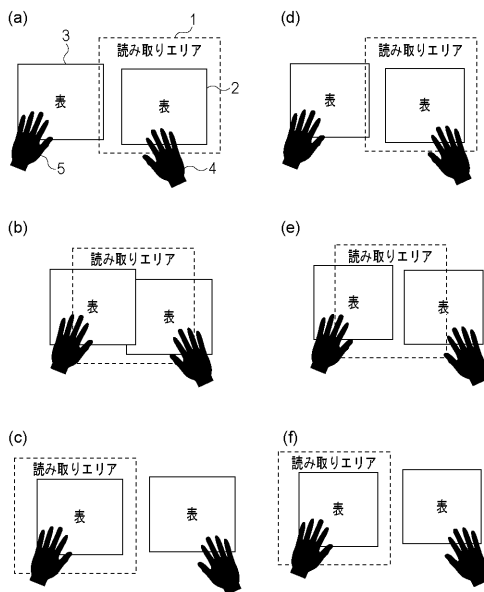 (a)
1
3
読み取りエリア
2
表
表
5
4
(d)
読み取りエリア
表
表
(b)
読み取りエリア
表
表
(e)
読み取りエリア
表
表
(c)
読み取りエリア
表
表
(f)
読み取りエリア
表
表